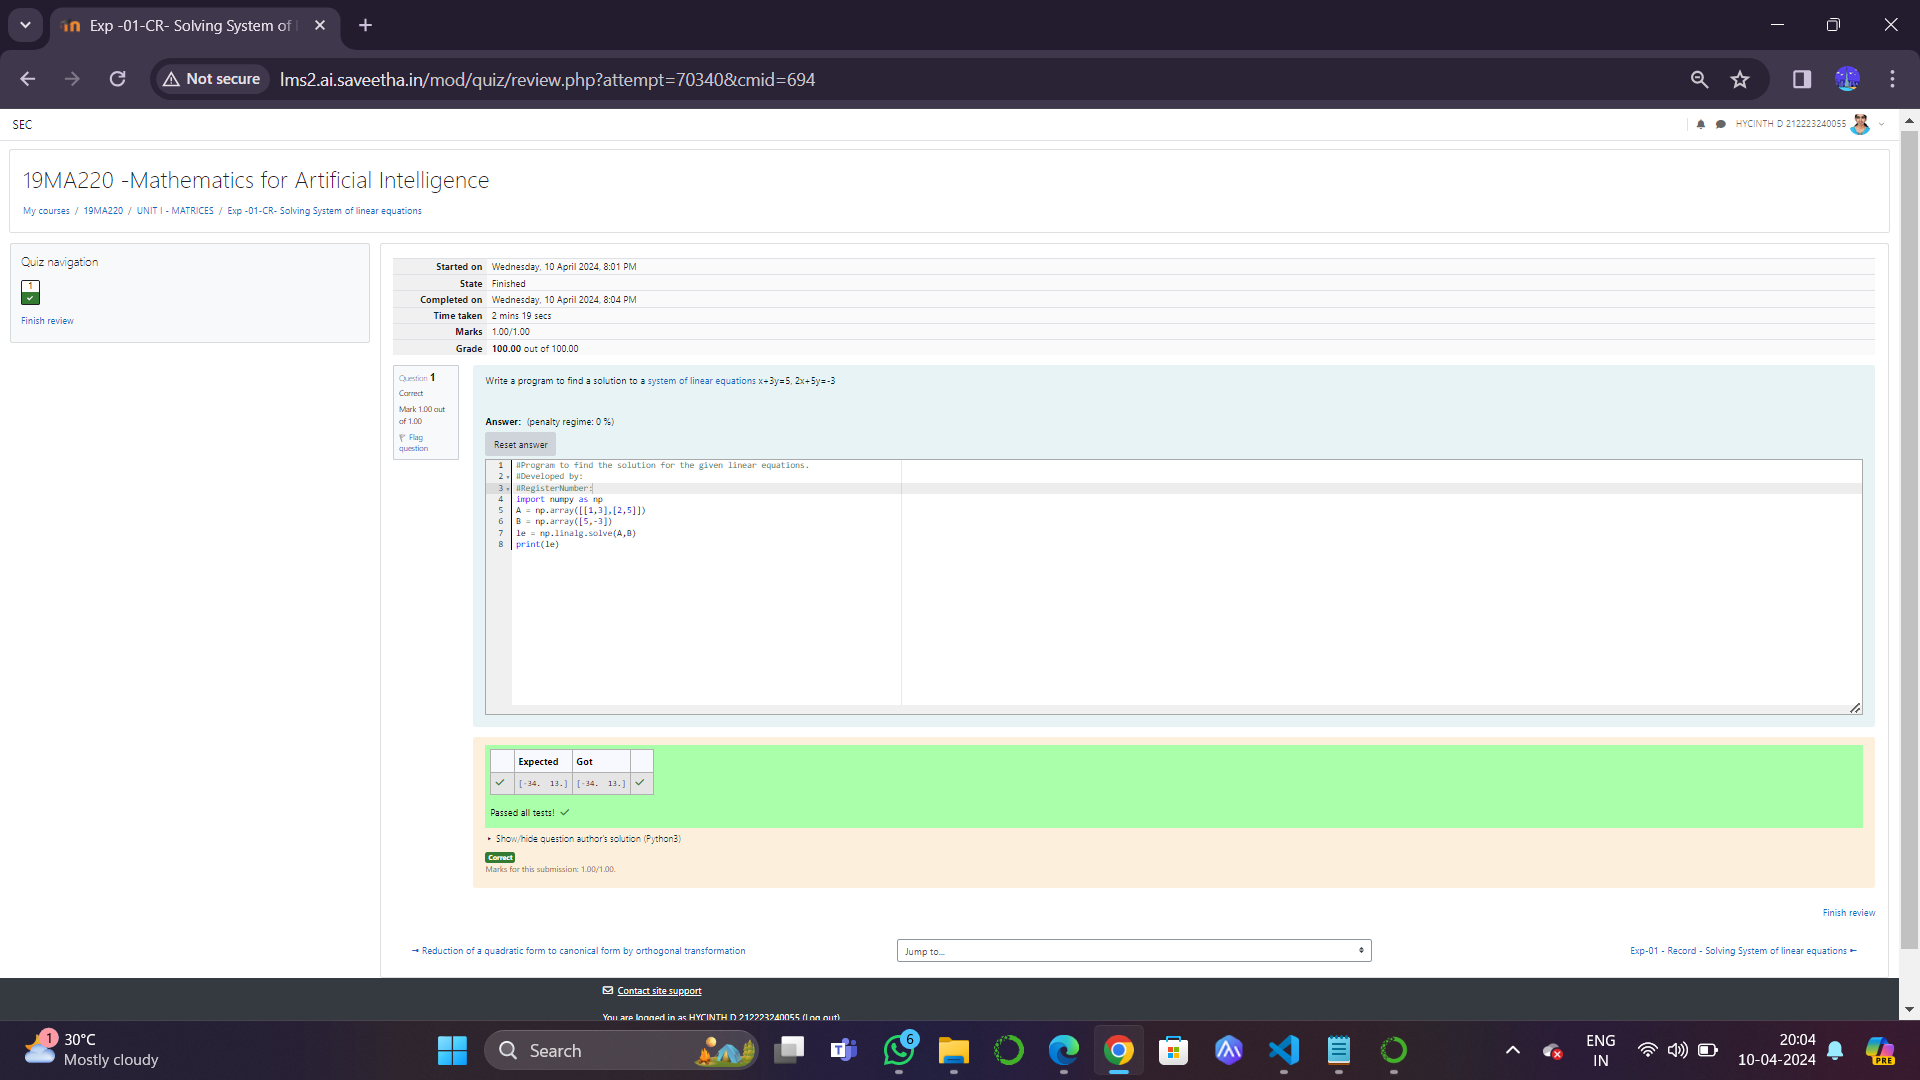 Exp -01-CR- Solving System of
Not secure
lms2.ai.saveetha.in/mod/quiz/review.php?attempt=70340&cmid=694
SEC
HYCINTH D 212223240055
19MA220 -Mathematics for Artificial Intelligence
My courses / 19MA220 / UNIT I - MATRICES / Exp -01-CR- Solving System of linear equations
Quiz navigation
1
Finish review
Started on Wednesday, 10 April 2024, 8:01 PM
State Finished
Completed on Wednesday, 10 April 2024, 8:04 PM
Time taken 2 mins 19 secs
Marks 1.00/1.00
Grade 100.00 out of 100.00
Question 1
Correct
Mark 1.00 out
of 1.00
Flag
question
Write a program to find a solution to a system of linear equations x+3y=5, 2x+5y=-3
Answer: (penalty regime: 0 %)
Reset answer
1 #Program to find the solution for the given linear equations.
2 #Developed by:
3 #RegisterNumber:
4 import numpy as np
5 A = np.array([[1,3],[2,5]])
6 B = np.array([5,-3])
7 le = np.linalg.solve(A,B)
8 print(le)
Expected Got
[-34. 13.] [-34. 13.]
Passed all tests!
Show/hide question author's solution (Python3)
Correct
Marks for this submission: 1.00/1.00.
Finish review
Reduction of a quadratic form to canonical form by orthogonal transformation
Jump to...
Exp-01 - Record - Solving System of linear equations
Contact site support
You are logged in as HYCINTH D 212223240055 (Log out)
1
30°C
Mostly cloudy
Search
6
ENG
IN
20:04
10-04-2024
PRE